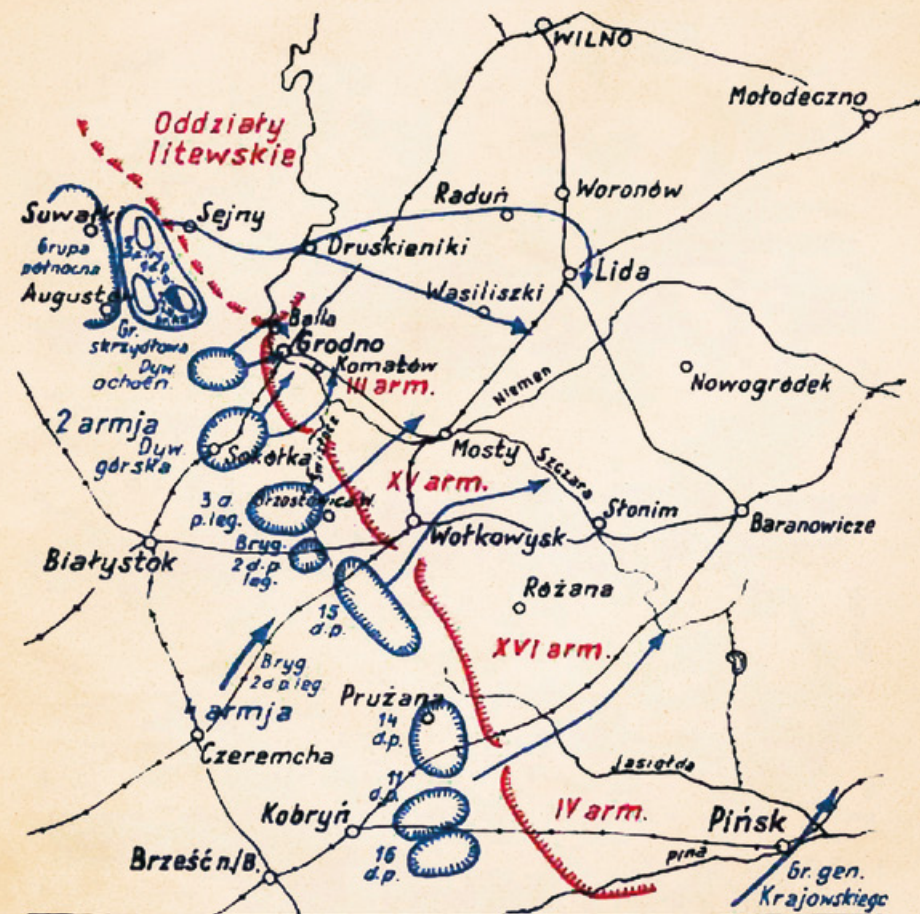 WILNO
Mołodeczno
Oddziały
litewskie
Raduń
Woronów
Suwałki
Sejny
Grupa
północna
Druskieniki
Lida
Augustów
Wasiliszki
Gr.
skrzydłowa
Balla
Grodno
Dyw.
ochotn.
Komatów
III arm.
Niemen
Nowogródek
2 armja
Dyw.
górska
Sokółka
Świsłocz
Mosty
Szczara
XV arm.
3 d.
p.leg.
Brzostowica W.
Słonim
Baranowicze
Wołkowysk
Białystok
Bryg.
2 d.p.
leg.
15
d.p.
Różana
XVI arm.
Bryg
2 d.p.leg
armja
Prużana
14
d.p.
Czeremcha
Jasiołda
11
d.p.
IV arm.
Kobryń
Pińsk
16
d.p.
Brześć n/B.
Pina
Gr. gen.
Krajowskiego